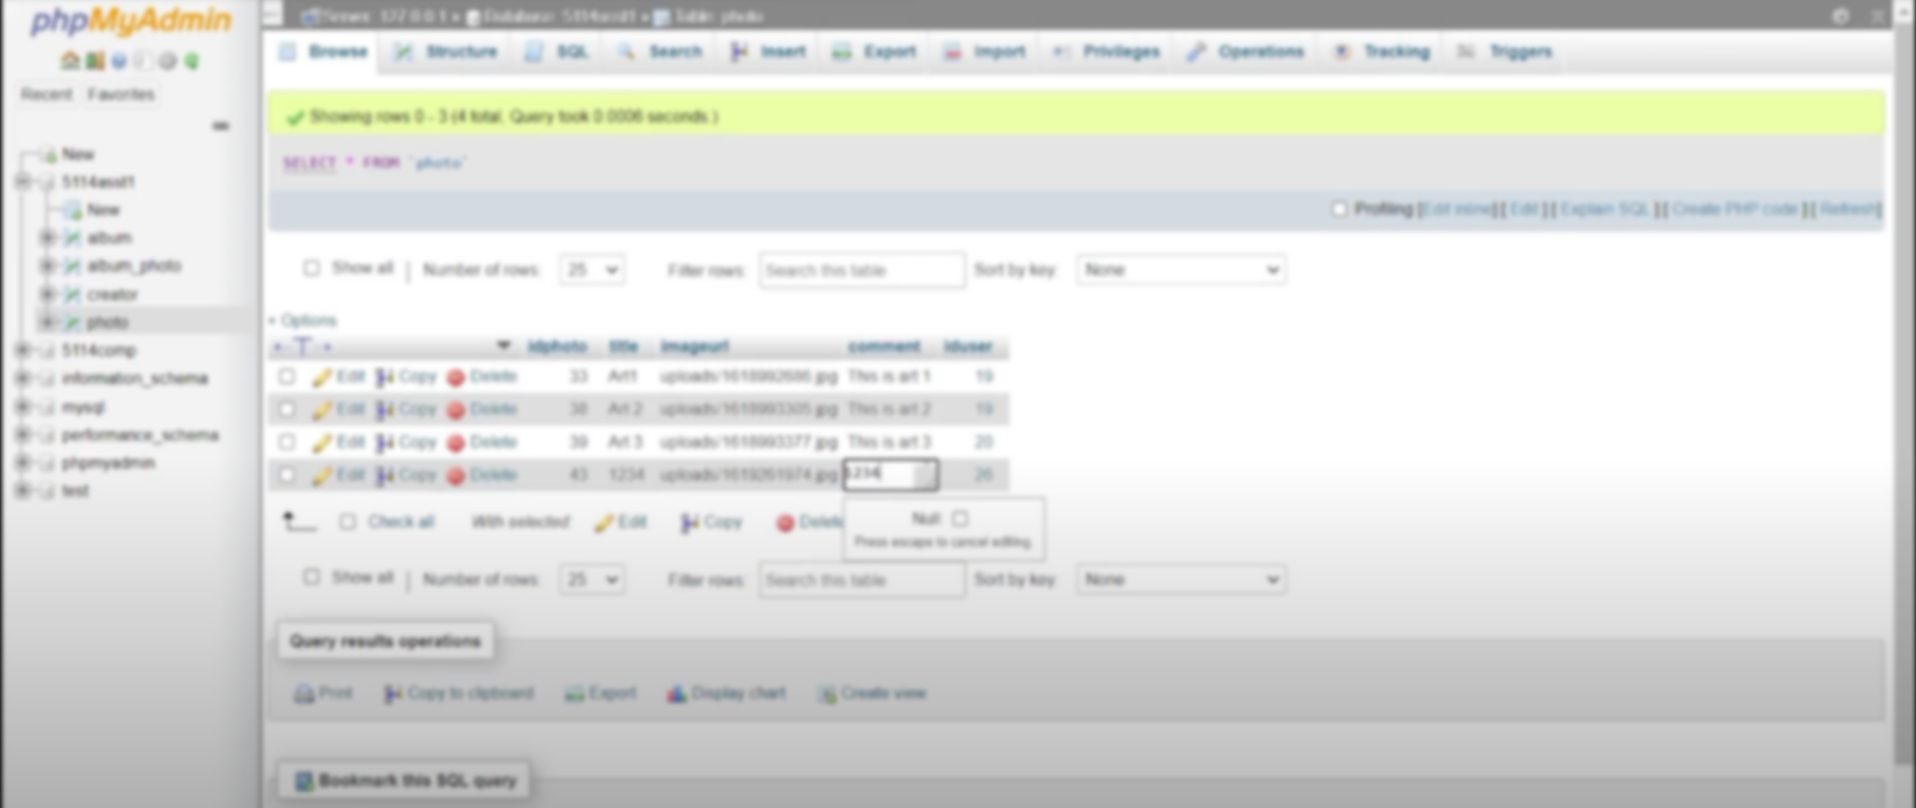 phpMyAdmin
Recent Favorites
New
5114asst1
New
album
album_photo
creator
photo
5114comp
information_schema
mysql
performance_schema
phpmyadmin
test
Server: 127.0.0.1 » Database: 5114asst1 » Table: photo
Browse Structure SQL Search Insert Export Import Privileges Operations Tracking Triggers
Showing rows 0 - 3 (4 total, Query took 0.0006 seconds.)
SELECT * FROM `photo`
Profiling [Edit inline] [ Edit ] [ Explain SQL ] [ Create PHP code ] [ Refresh]
Show all | Number of rows: 25 Filter rows: Search this table Sort by key: None
+ Options
idphoto title imageurl comment iduser
Edit Copy Delete 33 Art1 uploads/1618992686.jpg This is art 1 19
Edit Copy Delete 38 Art 2 uploads/1618993305.jpg This is art 2 19
Edit Copy Delete 39 Art 3 uploads/1618993377.jpg This is art 3 20
Edit Copy Delete 43 1234 uploads/1619261974.jpg 1234 26
Check all With selected: Edit Copy Delete
Null:
Press escape to cancel editing.
Show all | Number of rows: 25 Filter rows: Search this table Sort by key: None
Query results operations
Print Copy to clipboard Export Display chart Create view
Bookmark this SQL query